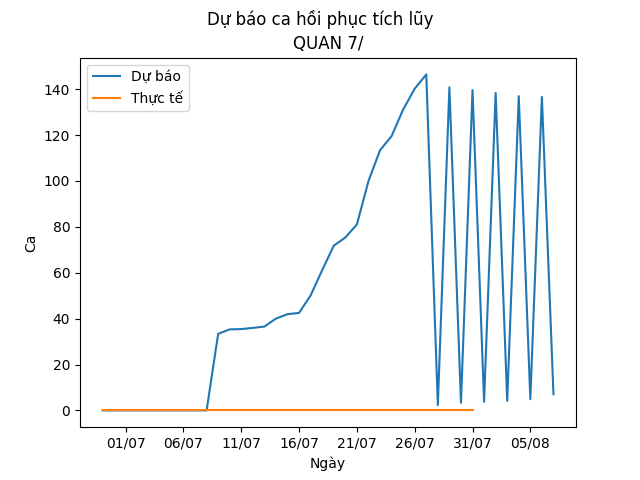 Dự báo ca hồi phục tích lũy
QUAN 7/
Dự báo
Thực tế
140
120
100
80
60
40
20
0
Ca
01/07 06/07 11/07 16/07 21/07 26/07 31/07 05/08
Ngày